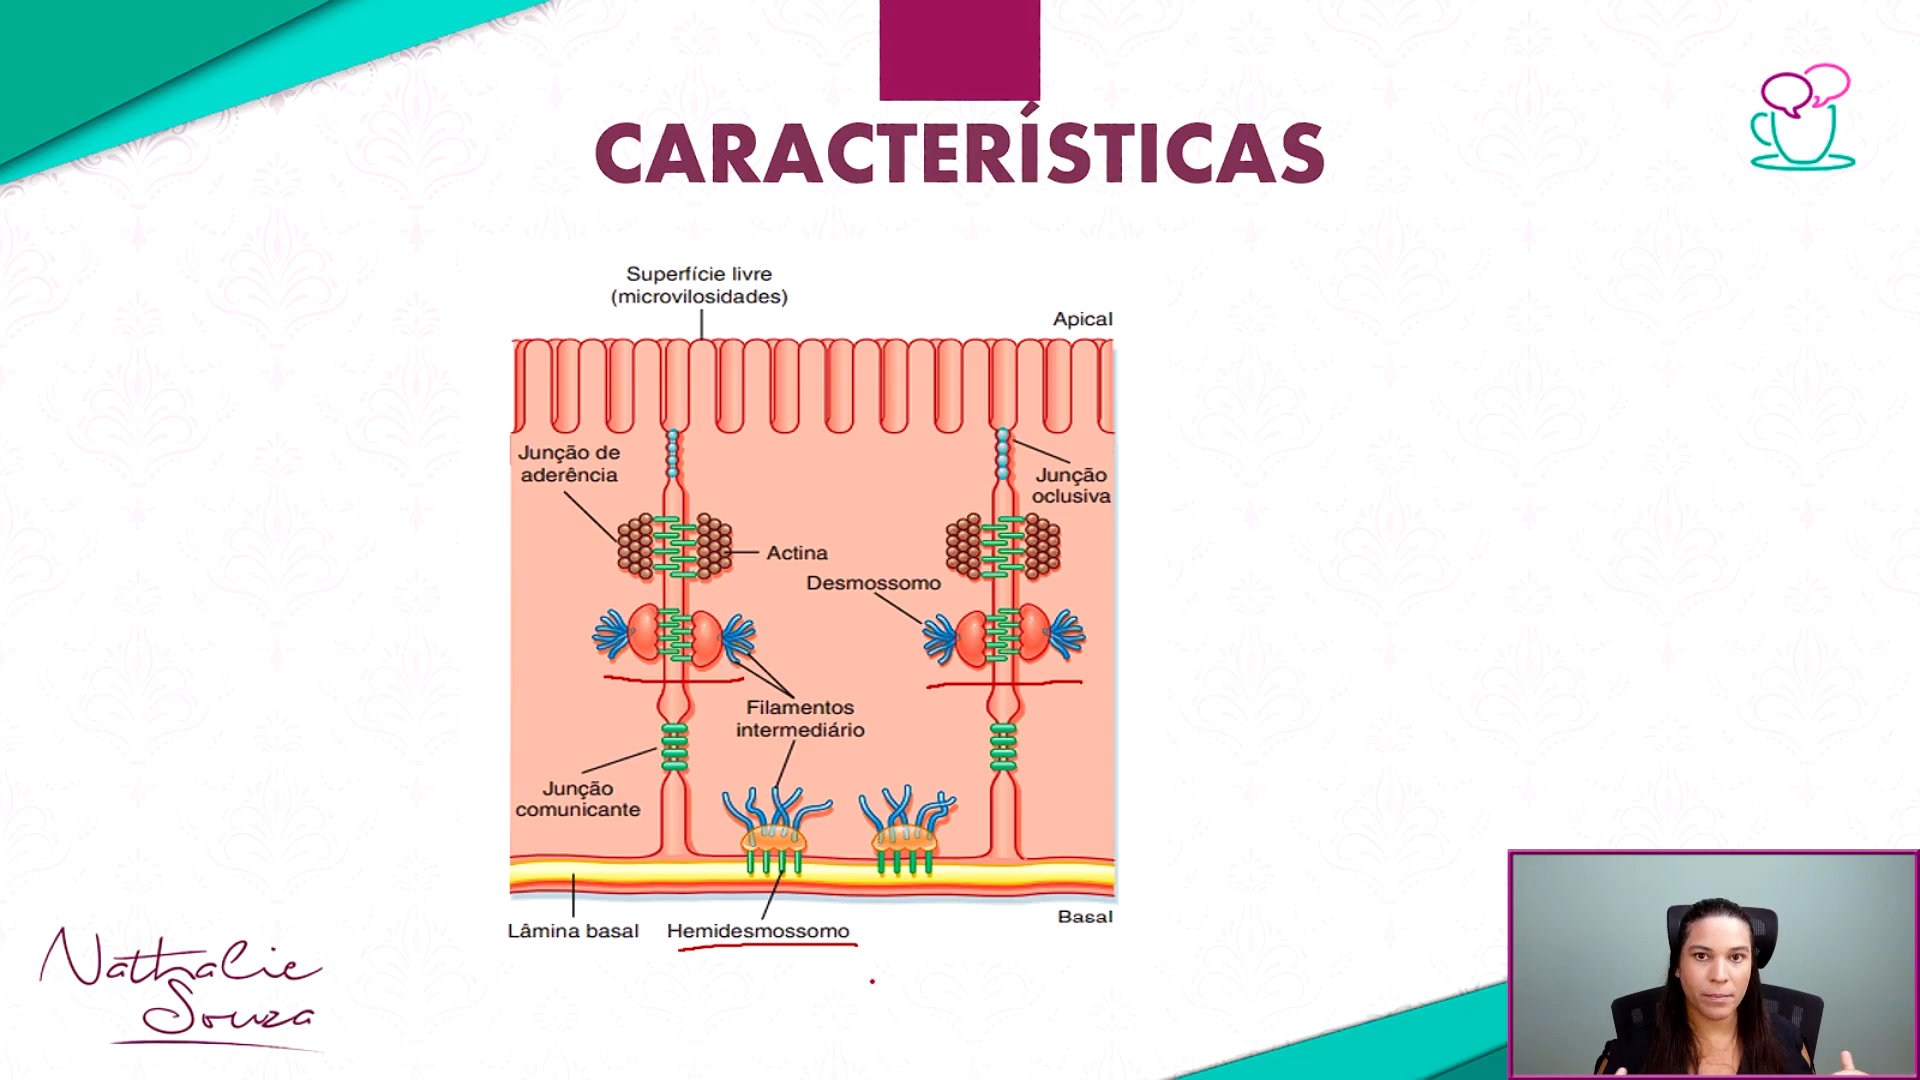 CARACTERÍSTICAS
Superfície livre
(microvilosidades)
Apical
Junção de
aderência
Junção
oclusiva
Actina
Desmossomo
Filamentos
intermediário
Junção
comunicante
Lâmina basal
Hemidesmossomo
Basal
Nathalie
Souza